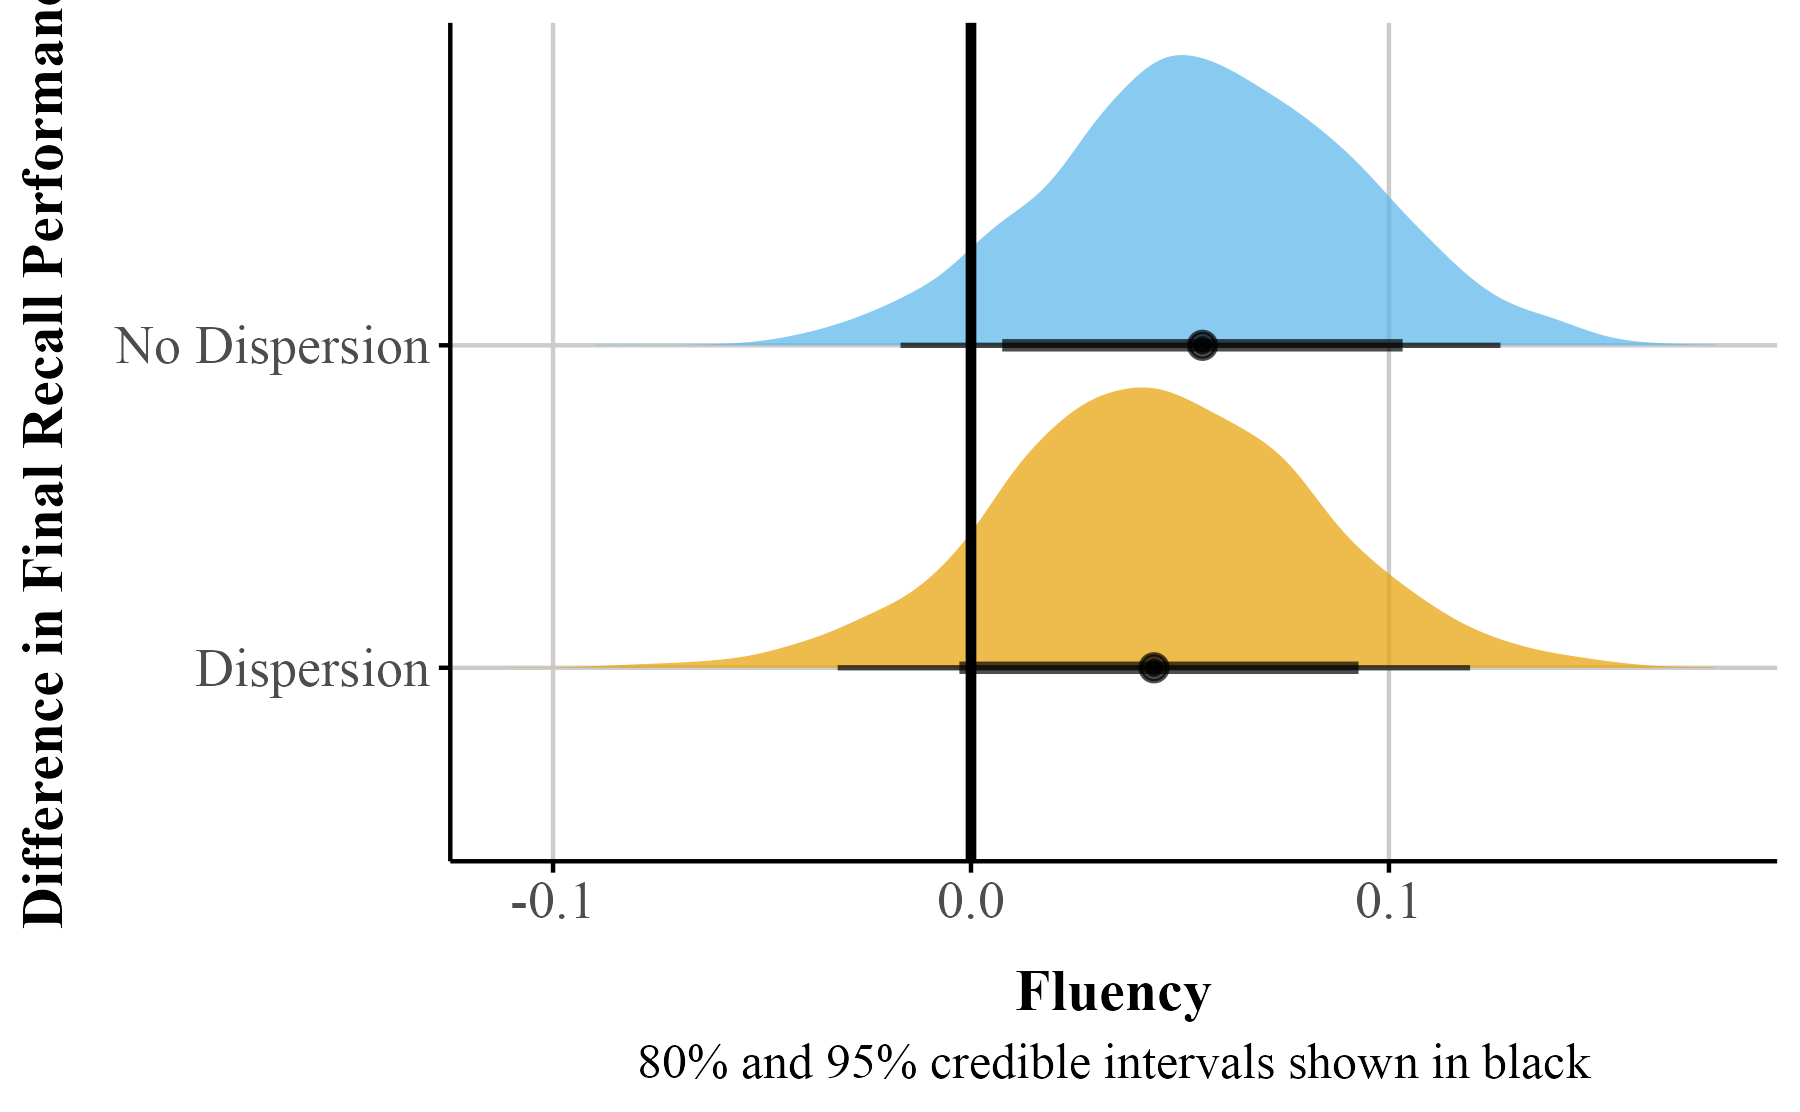 Difference in Final Recall Performan
No Dispersion
Dispersion
-0.1
0.0
0.1
Fluency
80% and 95% credible intervals shown in black